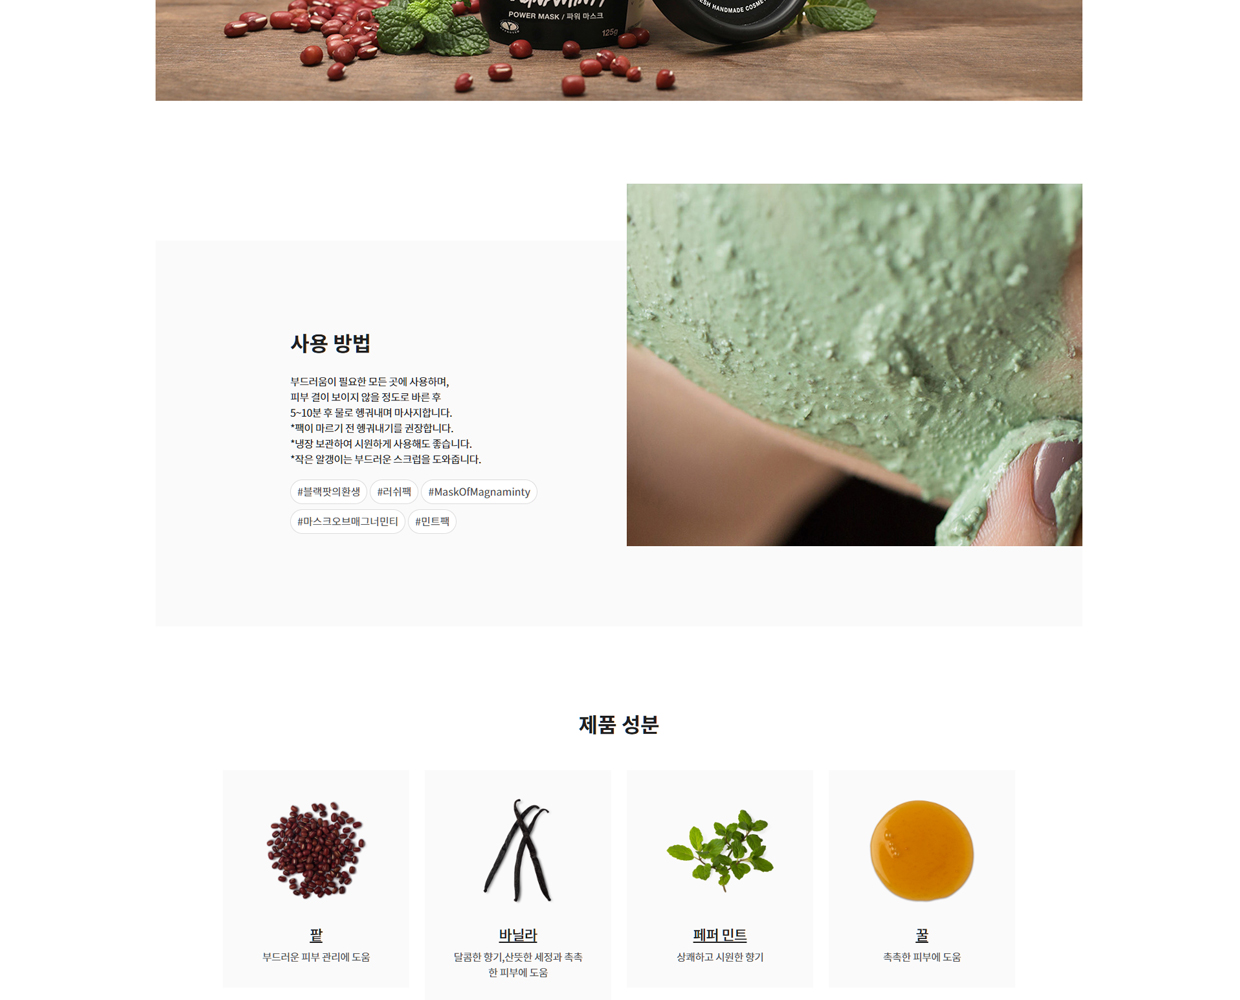 POWER MASK / 파워 마스크
125g
사용 방법
부드러움이 필요한 모든 곳에 사용하며,
피부 결이 보이지 않을 정도로 바른 후
5~10분 후 물로 헹궈내며 마사지합니다.
*팩이 마르기 전 헹궈내기를 권장합니다.
*냉장 보관하여 시원하게 사용해도 좋습니다.
*작은 알갱이는 부드러운 스크럽을 도와줍니다.
#블랙팟의환생 #러쉬팩 #MaskOfMagnaminty
#마스크오브매그너민티 #민트팩
제품 성분
팥
부드러운 피부 관리에 도움
바닐라
달콤한 향기,산뜻한 세정과 촉촉
한 피부에 도움
페퍼 민트
상쾌하고 시원한 향기
꿀
촉촉한 피부에 도움